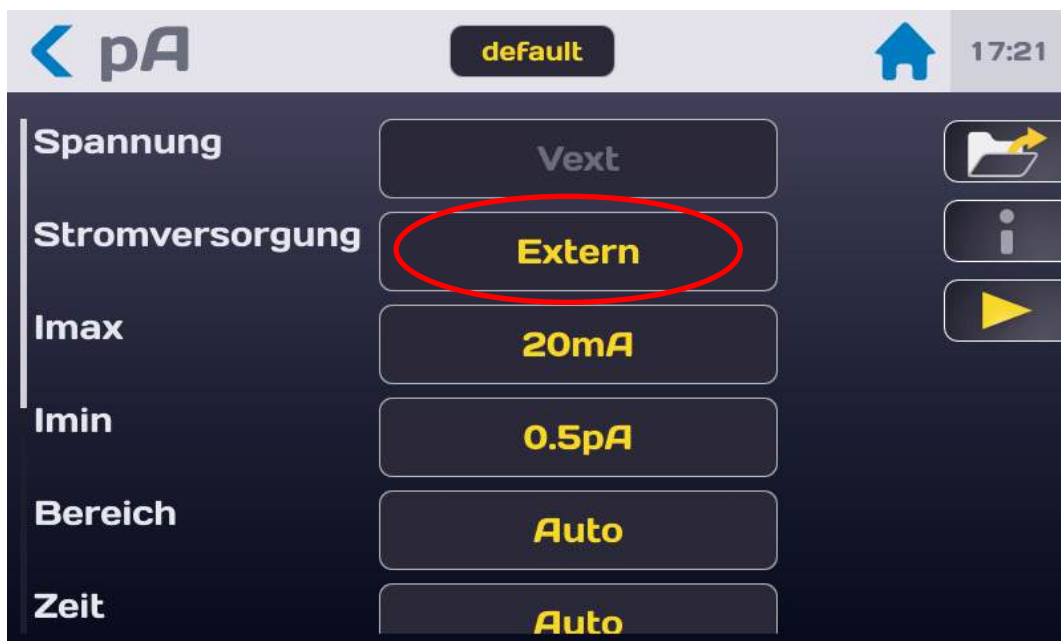 pA default 17:21
Spannung Vext
Stromversorgung Extern
Imax 20mA
Imin 0.5pA
Bereich Auto
Zeit Auto